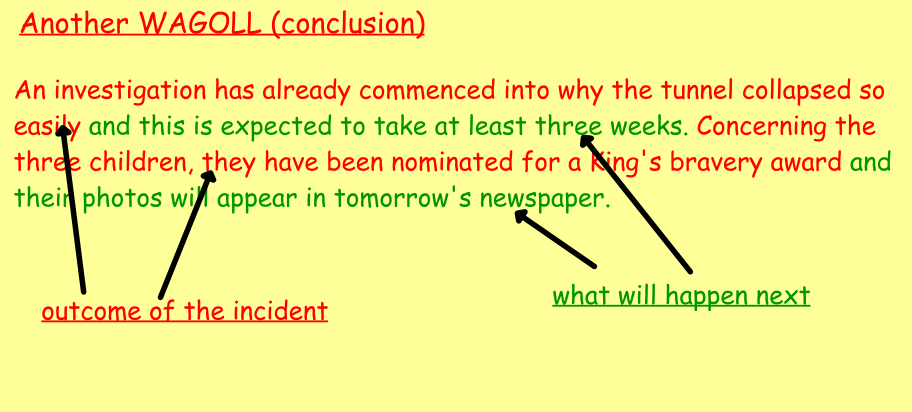 Another WAGOLL (conclusion)
An investigation has already commenced into why the tunnel collapsed so
easily and this is expected to take at least three weeks. Concerning the
three children, they have been nominated for a King's bravery award and
their photos will appear in tomorrow's newspaper.
what will happen next
outcome of the incident